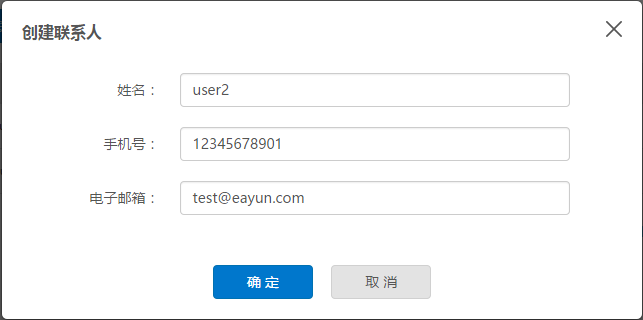 创建联系人
姓名： user2
手机号： 12345678901
电子邮箱： test@eayun.com
确 定 取 消